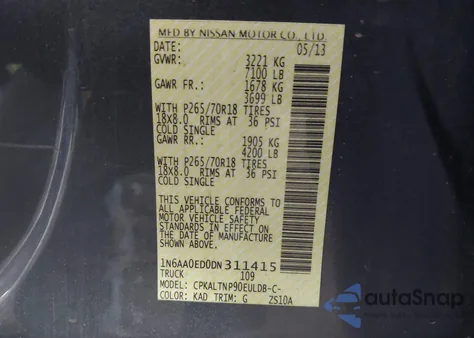 MFD BY NISSAN MOTOR CO., LTD.
DATE: 05/13
GVWR: 3221 KG
7100 LB
GAWR FR.: 1678 KG
3699 LB
WITH P265/70R18 TIRES
18X8.0 RIMS AT 36 PSI
COLD SINGLE
GAWR RR.: 1905 KG
4200 LB
WITH P265/70R18 TIRES
18X8.0 RIMS AT 36 PSI
COLD SINGLE
THIS VEHICLE CONFORMS TO
ALL APPLICABLE FEDERAL
MOTOR VEHICLE SAFETY
STANDARDS IN EFFECT ON
THE DATE OF MANUFACTURE
SHOWN ABOVE.
1N6AA0ED0DN311415
TRUCK 109
MODEL: CPKALTNP90EULDB-C-
COLOR: KAD TRIM: G ZS10A
autoSnap